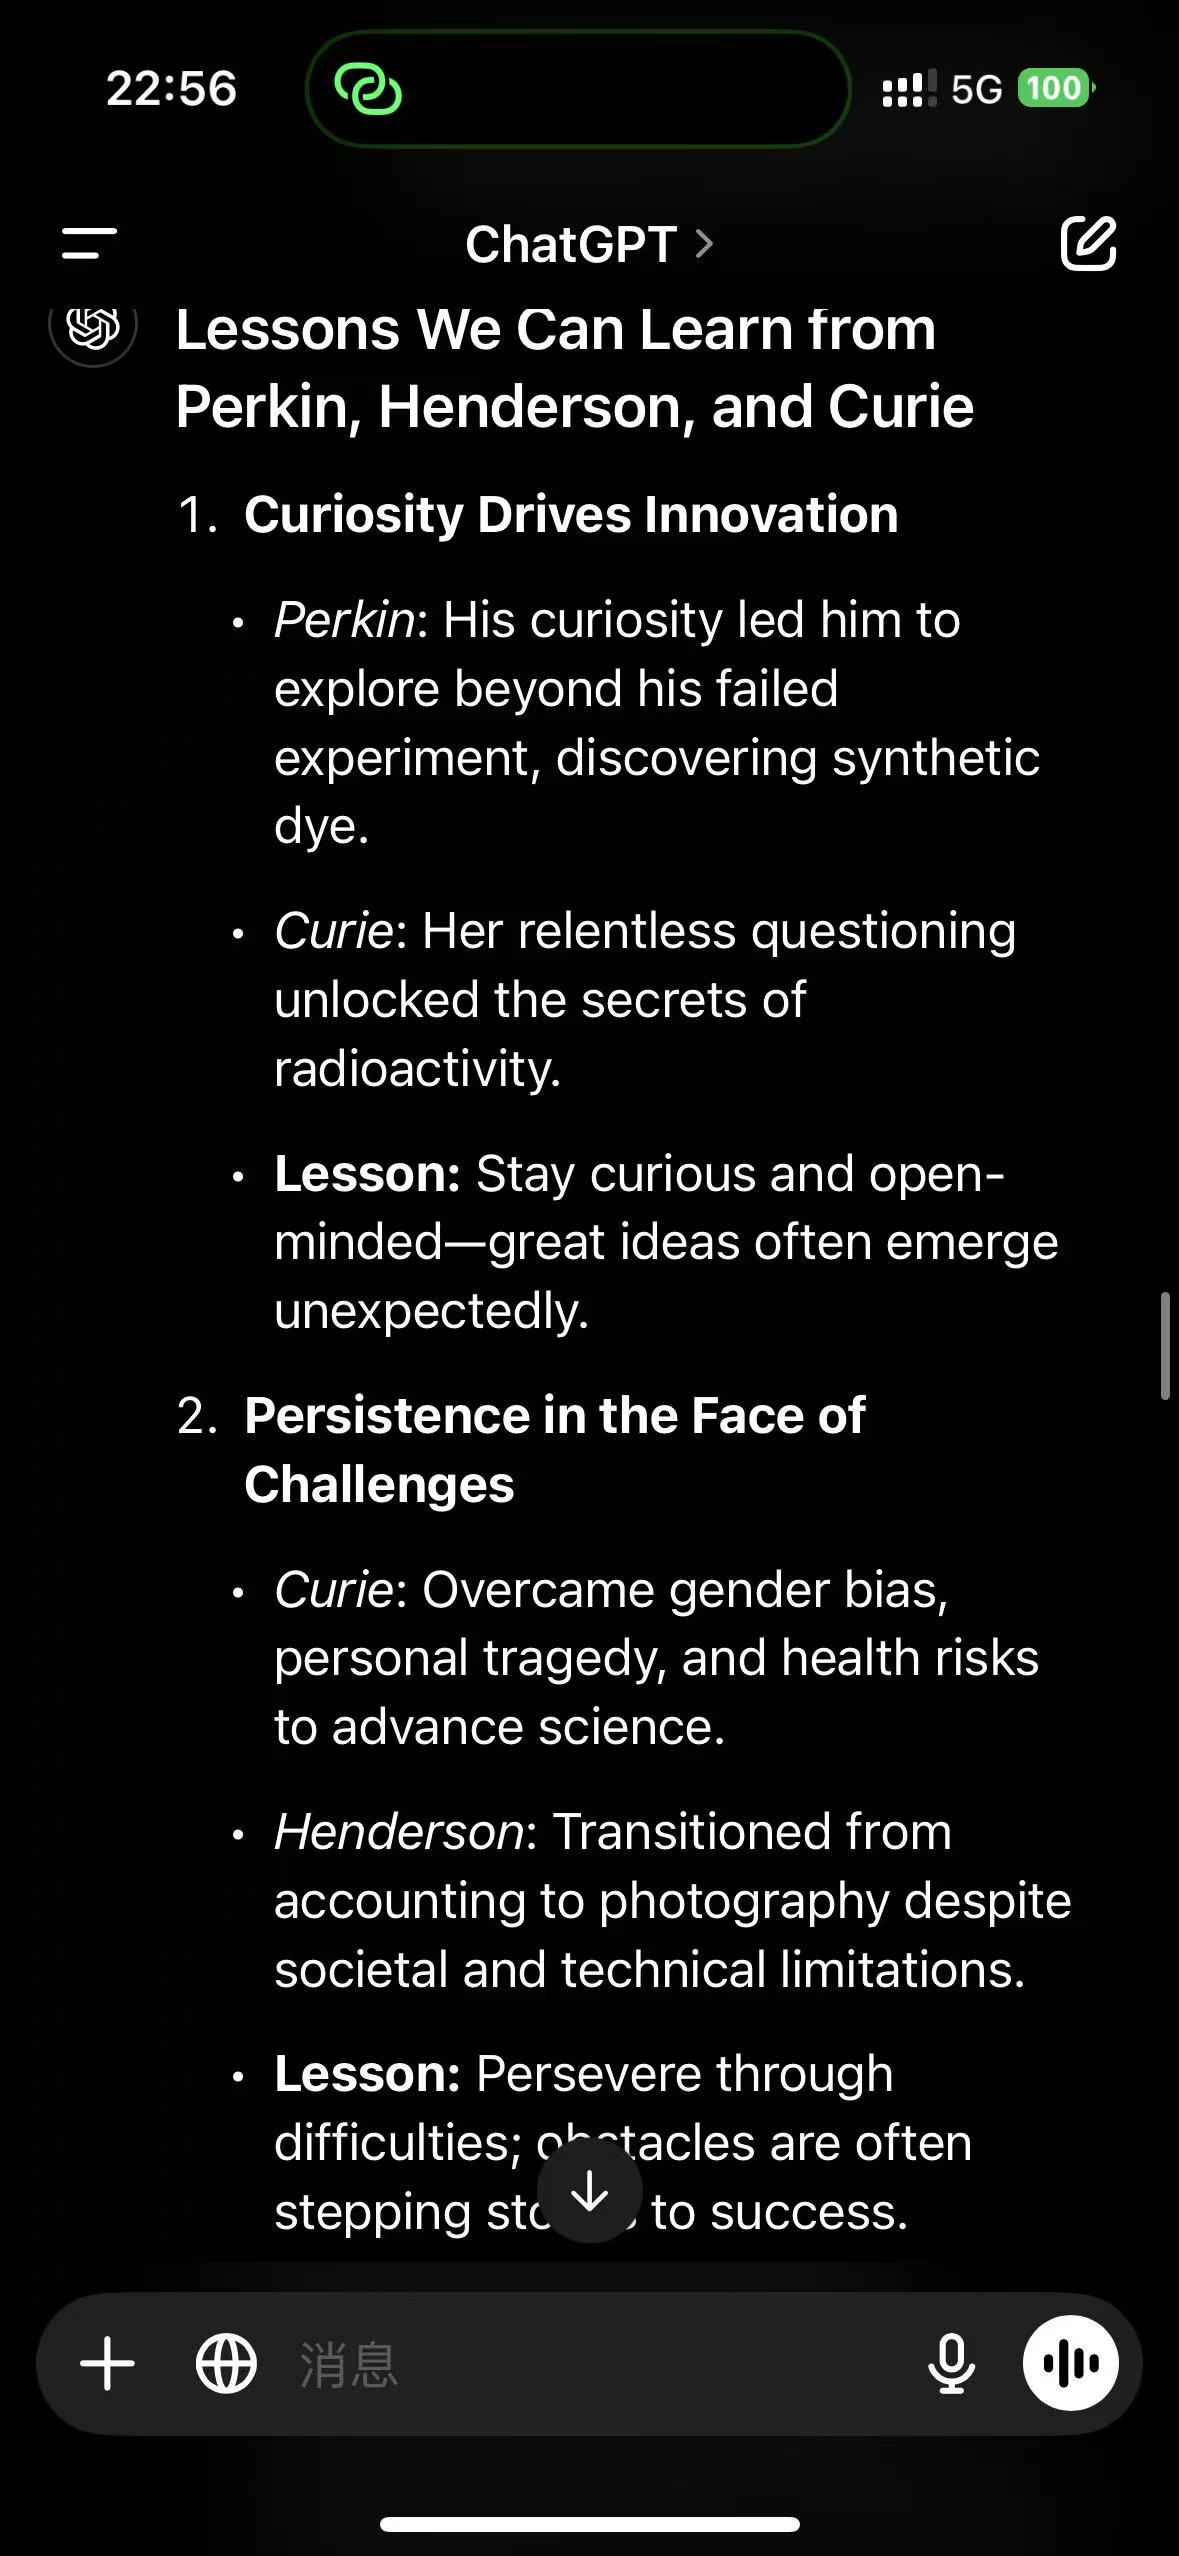 22:56
5G
100
ChatGPT
Lessons We Can Learn from
Perkin, Henderson, and Curie
1. Curiosity Drives Innovation
• Perkin: His curiosity led him to
explore beyond his failed
experiment, discovering synthetic
dye.
• Curie: Her relentless questioning
unlocked the secrets of
radioactivity.
• Lesson: Stay curious and open-
minded—great ideas often emerge
unexpectedly.
2. Persistence in the Face of
Challenges
• Curie: Overcame gender bias,
personal tragedy, and health risks
to advance science.
• Henderson: Transitioned from
accounting to photography despite
societal and technical limitations.
• Lesson: Persevere through
difficulties; obstacles are often
stepping to success.
消息